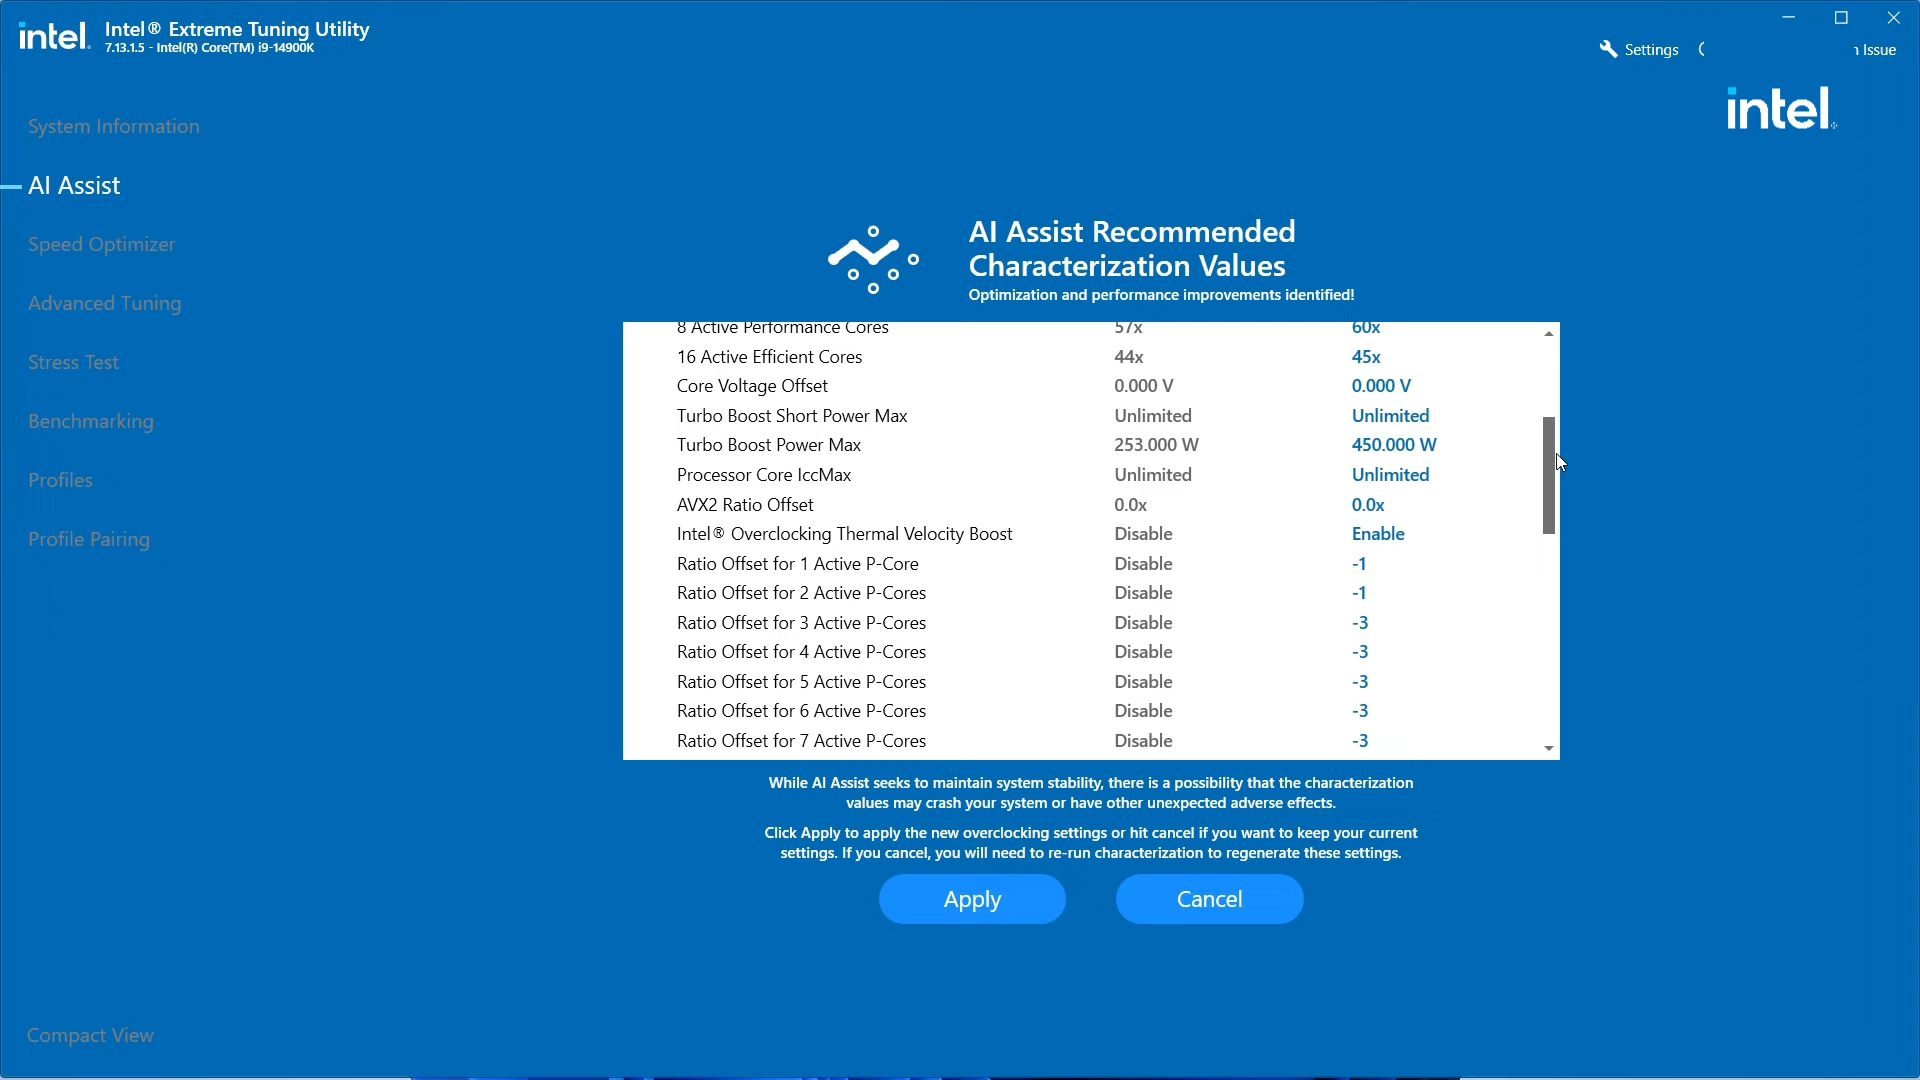 intel.
Intel® Extreme Tuning Utility
7.13.1.5 - Intel(R) Core(TM) i9-14900K
Settings
Issue
intel.
System Information
AI Assist
Speed Optimizer
Advanced Tuning
Stress Test
Benchmarking
Profiles
Profile Pairing
Compact View
AI Assist Recommended
Characterization Values
Optimization and performance improvements identified!
8 Active Performance Cores 57x 60x
16 Active Efficient Cores 44x 45x
Core Voltage Offset 0.000 V 0.000 V
Turbo Boost Short Power Max Unlimited Unlimited
Turbo Boost Power Max 253.000 W 450.000 W
Processor Core IccMax Unlimited Unlimited
AVX2 Ratio Offset 0.0x 0.0x
Intel® Overclocking Thermal Velocity Boost Disable Enable
Ratio Offset for 1 Active P-Core Disable -1
Ratio Offset for 2 Active P-Cores Disable -1
Ratio Offset for 3 Active P-Cores Disable -3
Ratio Offset for 4 Active P-Cores Disable -3
Ratio Offset for 5 Active P-Cores Disable -3
Ratio Offset for 6 Active P-Cores Disable -3
Ratio Offset for 7 Active P-Cores Disable -3
While AI Assist seeks to maintain system stability, there is a possibility that the characterization
values may crash your system or have other unexpected adverse effects.
Click Apply to apply the new overclocking settings or hit cancel if you want to keep your current
settings. If you cancel, you will need to re-run characterization to regenerate these settings.
Apply
Cancel